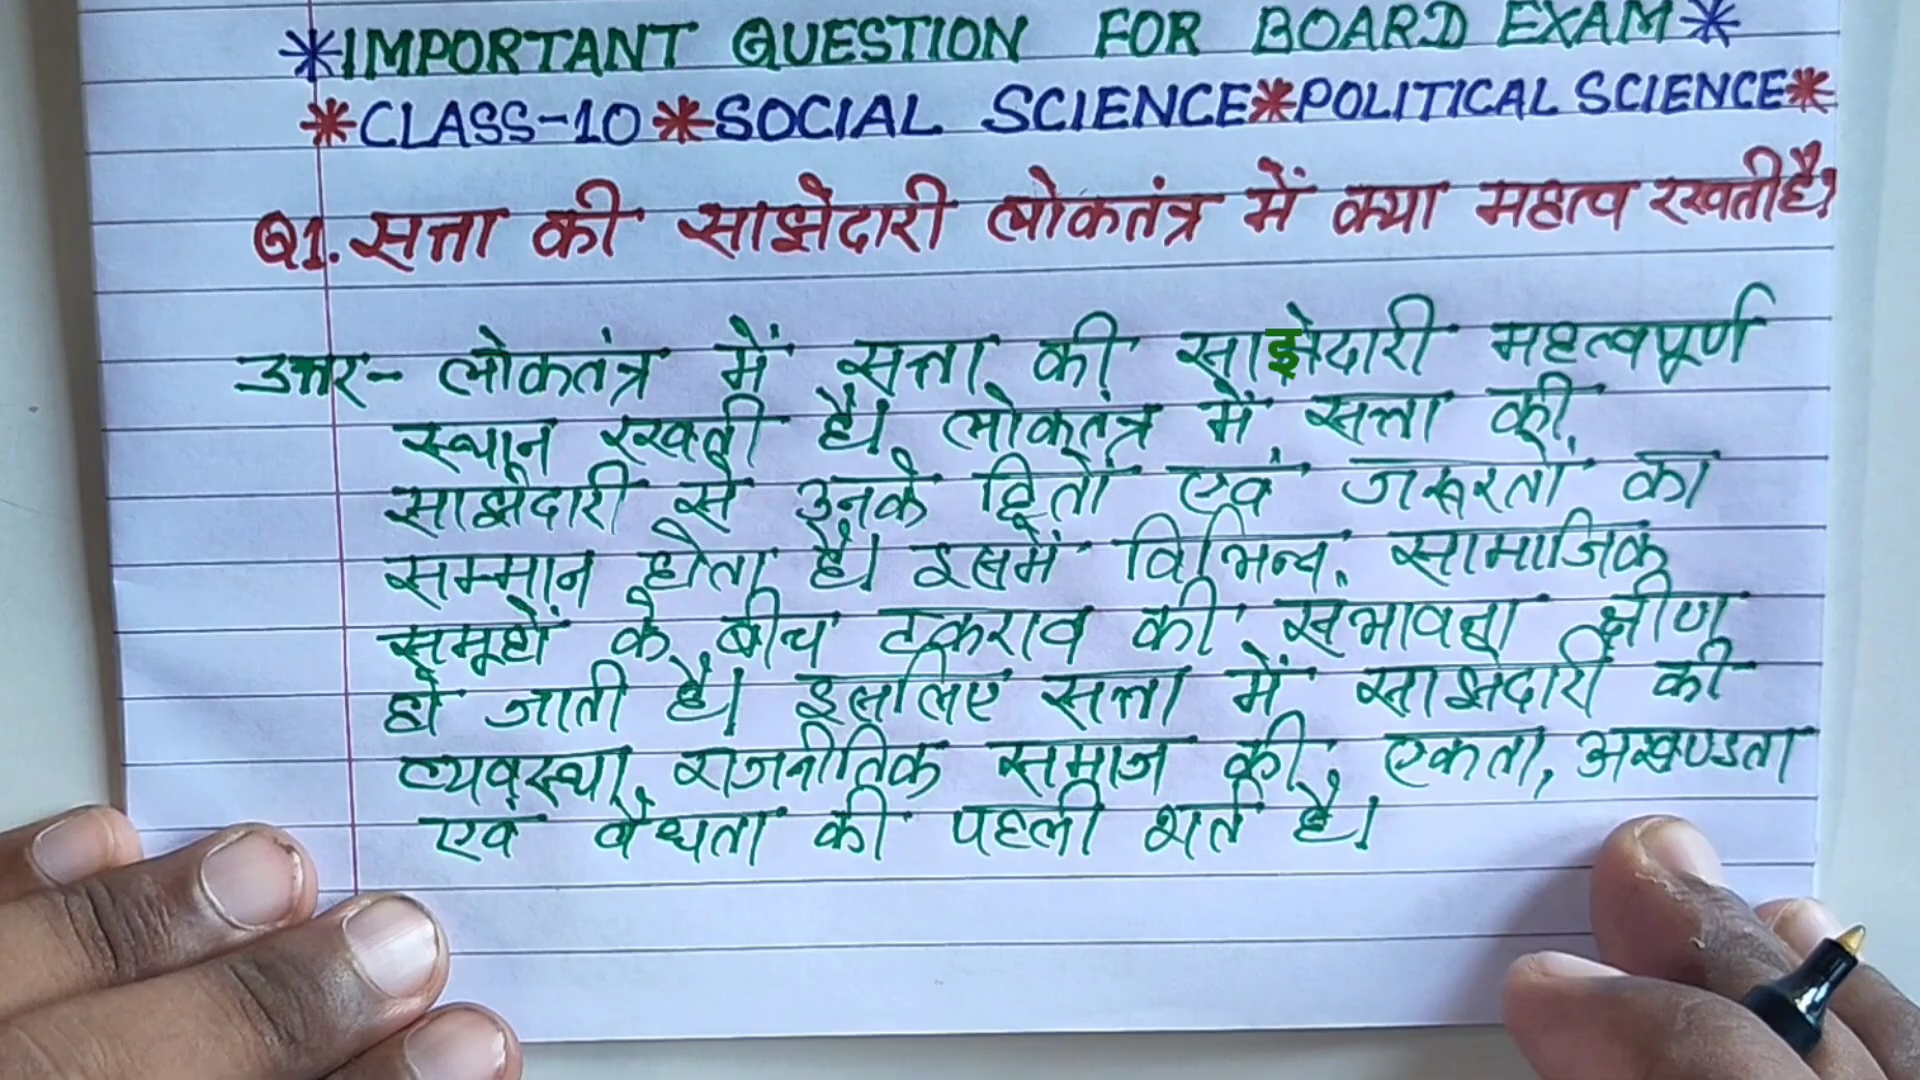 *IMPORTANT QUESTION FOR BOARD EXAM*
*CLASS-10*SOCIAL SCIENCE*POLITICAL SCIENCE*
Q1. सत्ता की साझेदारी लोकतंत्र में क्या महत्व रखती है?
उत्तर- लोकतंत्र में सत्ता की साझेदारी महत्वपूर्ण
स्थान रखती है। लोकतंत्र में सत्ता की
साझेदारी से उनके हितों एवं जरूरतों का
सम्मान होता है। इसमें विभिन्न सामाजिक
समूहों के बीच टकराव की संभावना क्षीण
हो जाती है। इसलिए सत्ता में साझेदारी की
व्यवस्था राजनीतिक समाज की एकता, अखण्डता
एवं वैधता की पहली शर्त है।